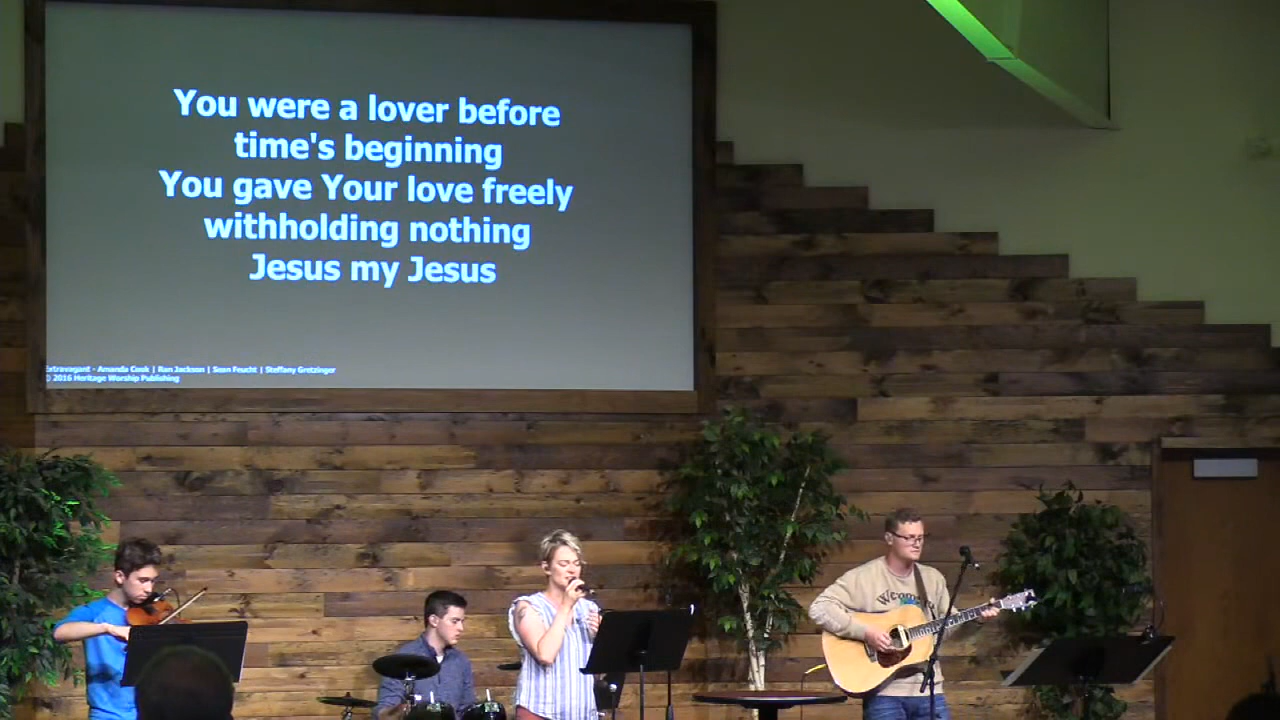 You were a lover before
time's beginning
You gave Your love freely
withholding nothing
Jesus my Jesus
Extravagant - Amanda Cook | Ran Jackson | Sean Feucht | Steffany Gretzinger
© 2016 Heritage Worship Publishing